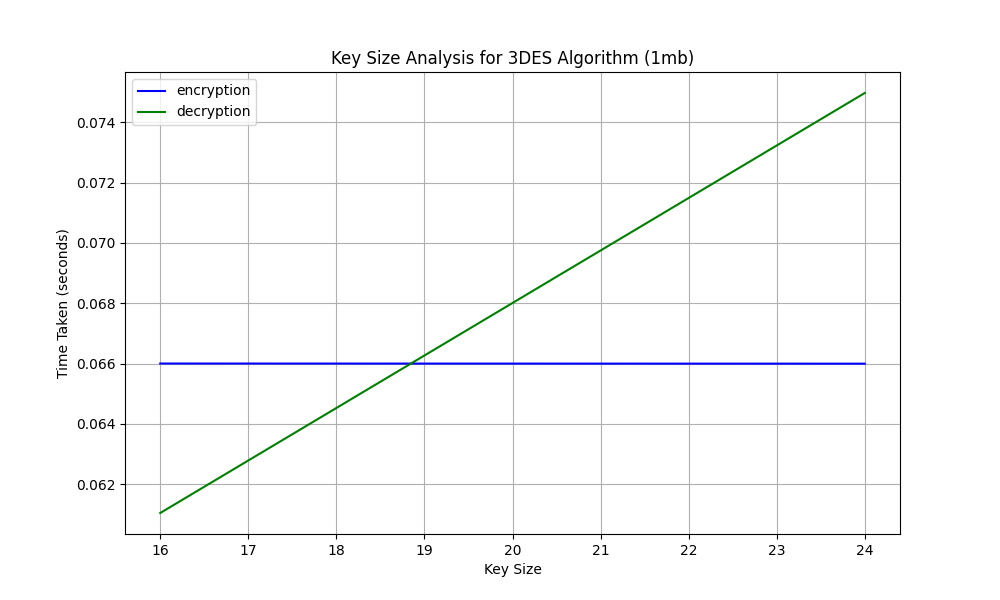 Key Size Analysis for 3DES Algorithm (1mb)
encryption
decryption
Time Taken (seconds)
0.074
0.072
0.070
0.068
0.066
0.064
0.062
16 17 18 19 20 21 22 23 24
Key Size